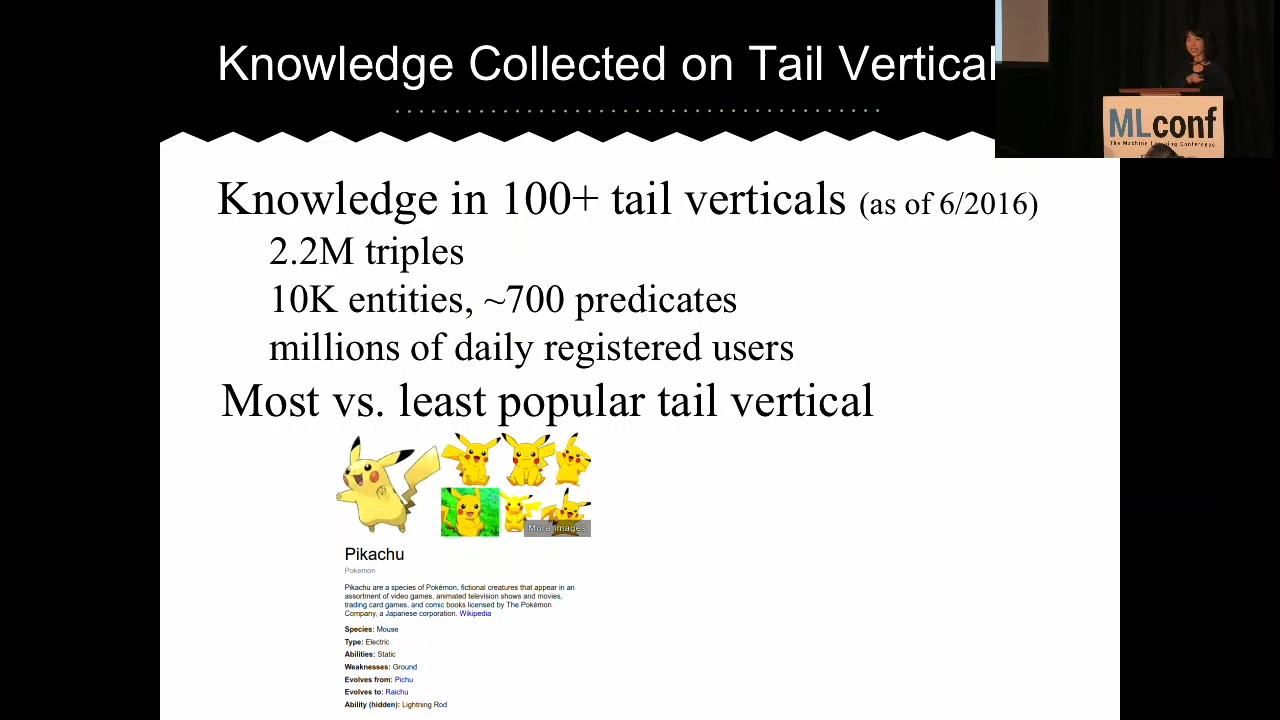 Knowledge Collected on Tail Vertical
MLconf
The Machine Learning Conference
Knowledge in 100+ tail verticals (as of 6/2016)
2.2M triples
10K entities, ~700 predicates
millions of daily registered users
Most vs. least popular tail vertical
More images
Pikachu
Pokemon
Pikachu are a species of Pokémon, fictional creatures that appear in an
assortment of video games, animated television shows and movies,
trading card games, and comic books licensed by The Pokémon
Company, a Japanese corporation. Wikipedia
Species: Mouse
Type: Electric
Abilities: Static
Weaknesses: Ground
Evolves from: Pichu
Evolves to: Raichu
Ability (hidden): Lightning Rod